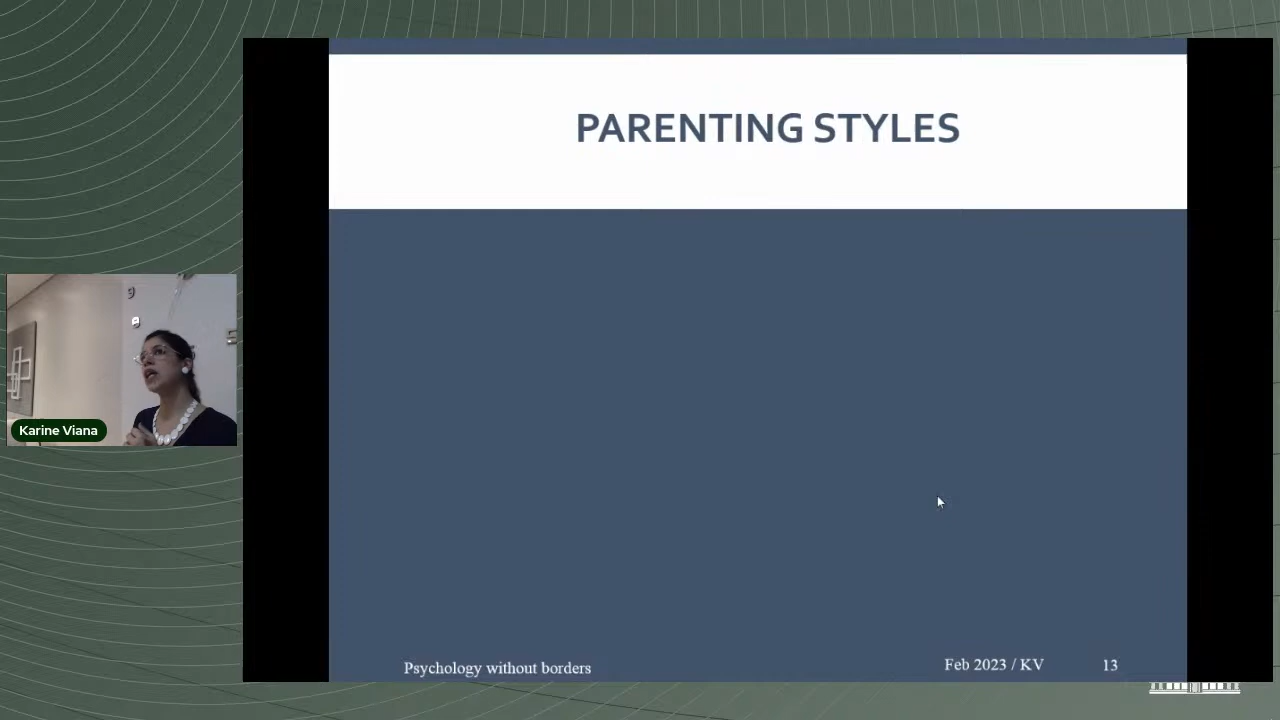 PARENTING STYLES
Karine Viana
Psychology without borders
Feb 2023 / KV
13